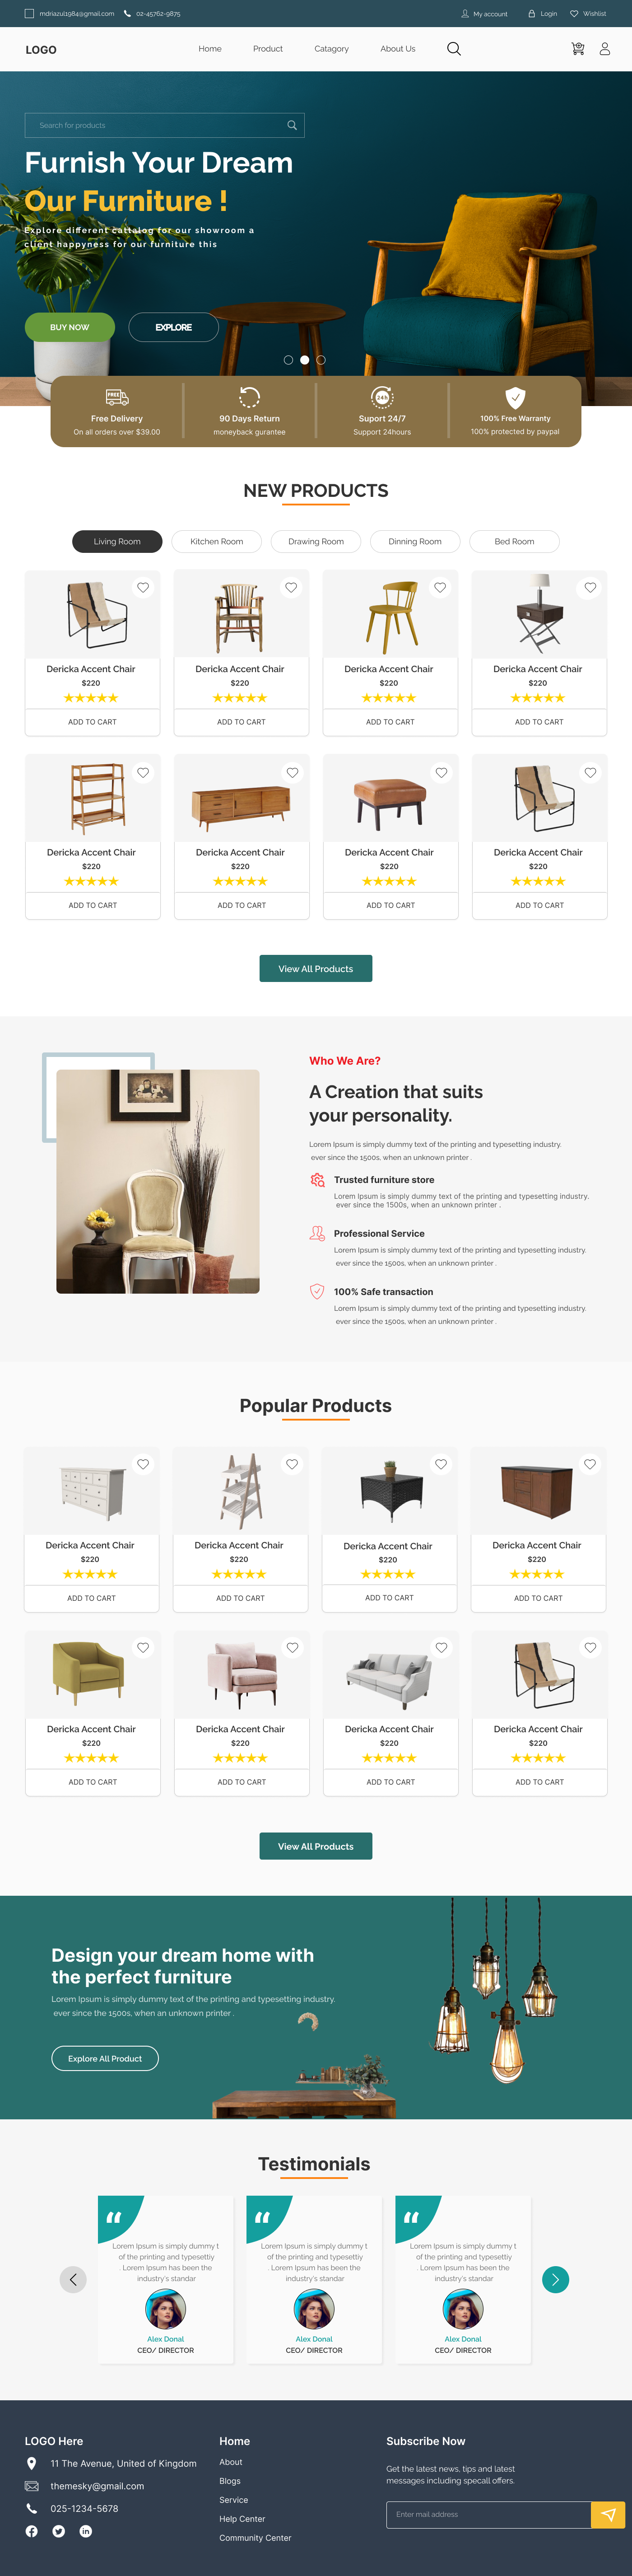 mdriazul1984@gmail.com
02-45762-9875
My account
Login
Wishlist
LOGO
Home
Product
Catagory
About Us
Search for products
Furnish Your Dream
Our Furniture !
Explore different cattalog for our showroom a
client happyness for our furniture this
BUY NOW
EXPLORE
FREE
24 h
Free Delivery
On all orders over $39.00
90 Days Return
moneyback gurantee
Suport 24/7
Support 24hours
100% Free Warranty
100% protected by paypal
NEW PRODUCTS
Living Room
Kitchen Room
Drawing Room
Dinning Room
Bed Room
Dericka Accent Chair
$220
ADD TO CART
Dericka Accent Chair
$220
ADD TO CART
Dericka Accent Chair
$220
ADD TO CART
Dericka Accent Chair
$220
ADD TO CART
Dericka Accent Chair
$220
ADD TO CART
Dericka Accent Chair
$220
ADD TO CART
Dericka Accent Chair
$220
ADD TO CART
Dericka Accent Chair
$220
ADD TO CART
View All Products
Who We Are?
A Creation that suits
your personality.
Lorem Ipsum is simply dummy text of the printing and typesetting industry.
ever since the 1500s, when an unknown printer .
Trusted furniture store
Lorem Ipsum is simply dummy text of the printing and typesetting industry.
ever since the 1500s, when an unknown printer .
Professional Service
Lorem Ipsum is simply dummy text of the printing and typesetting industry.
ever since the 1500s, when an unknown printer .
100% Safe transaction
Lorem Ipsum is simply dummy text of the printing and typesetting industry.
ever since the 1500s, when an unknown printer .
Popular Products
Dericka Accent Chair
$220
ADD TO CART
Dericka Accent Chair
$220
ADD TO CART
Dericka Accent Chair
$220
ADD TO CART
Dericka Accent Chair
$220
ADD TO CART
Dericka Accent Chair
$220
ADD TO CART
Dericka Accent Chair
$220
ADD TO CART
Dericka Accent Chair
$220
ADD TO CART
Dericka Accent Chair
$220
ADD TO CART
View All Products
Design your dream home with
the perfect furniture
Lorem Ipsum is simply dummy text of the printing and typesetting industry.
ever since the 1500s, when an unknown printer .
Explore All Product
Testimonials
“
Lorem Ipsum is simply dummy t
of the printing and typesettiy
. Lorem Ipsum has been the
industry's standar
Alex Donal
CEO/ DIRECTOR
“
Lorem Ipsum is simply dummy t
of the printing and typesettiy
. Lorem Ipsum has been the
industry's standar
Alex Donal
CEO/ DIRECTOR
“
Lorem Ipsum is simply dummy t
of the printing and typesettiy
. Lorem Ipsum has been the
industry's standar
Alex Donal
CEO/ DIRECTOR
LOGO Here
11 The Avenue, United of Kingdom
themesky@gmail.com
025-1234-5678
in
Home
About
Blogs
Service
Help Center
Community Center
Subscribe Now
Get the latest news, tips and latest
messages including specall offers.
Enter mail address